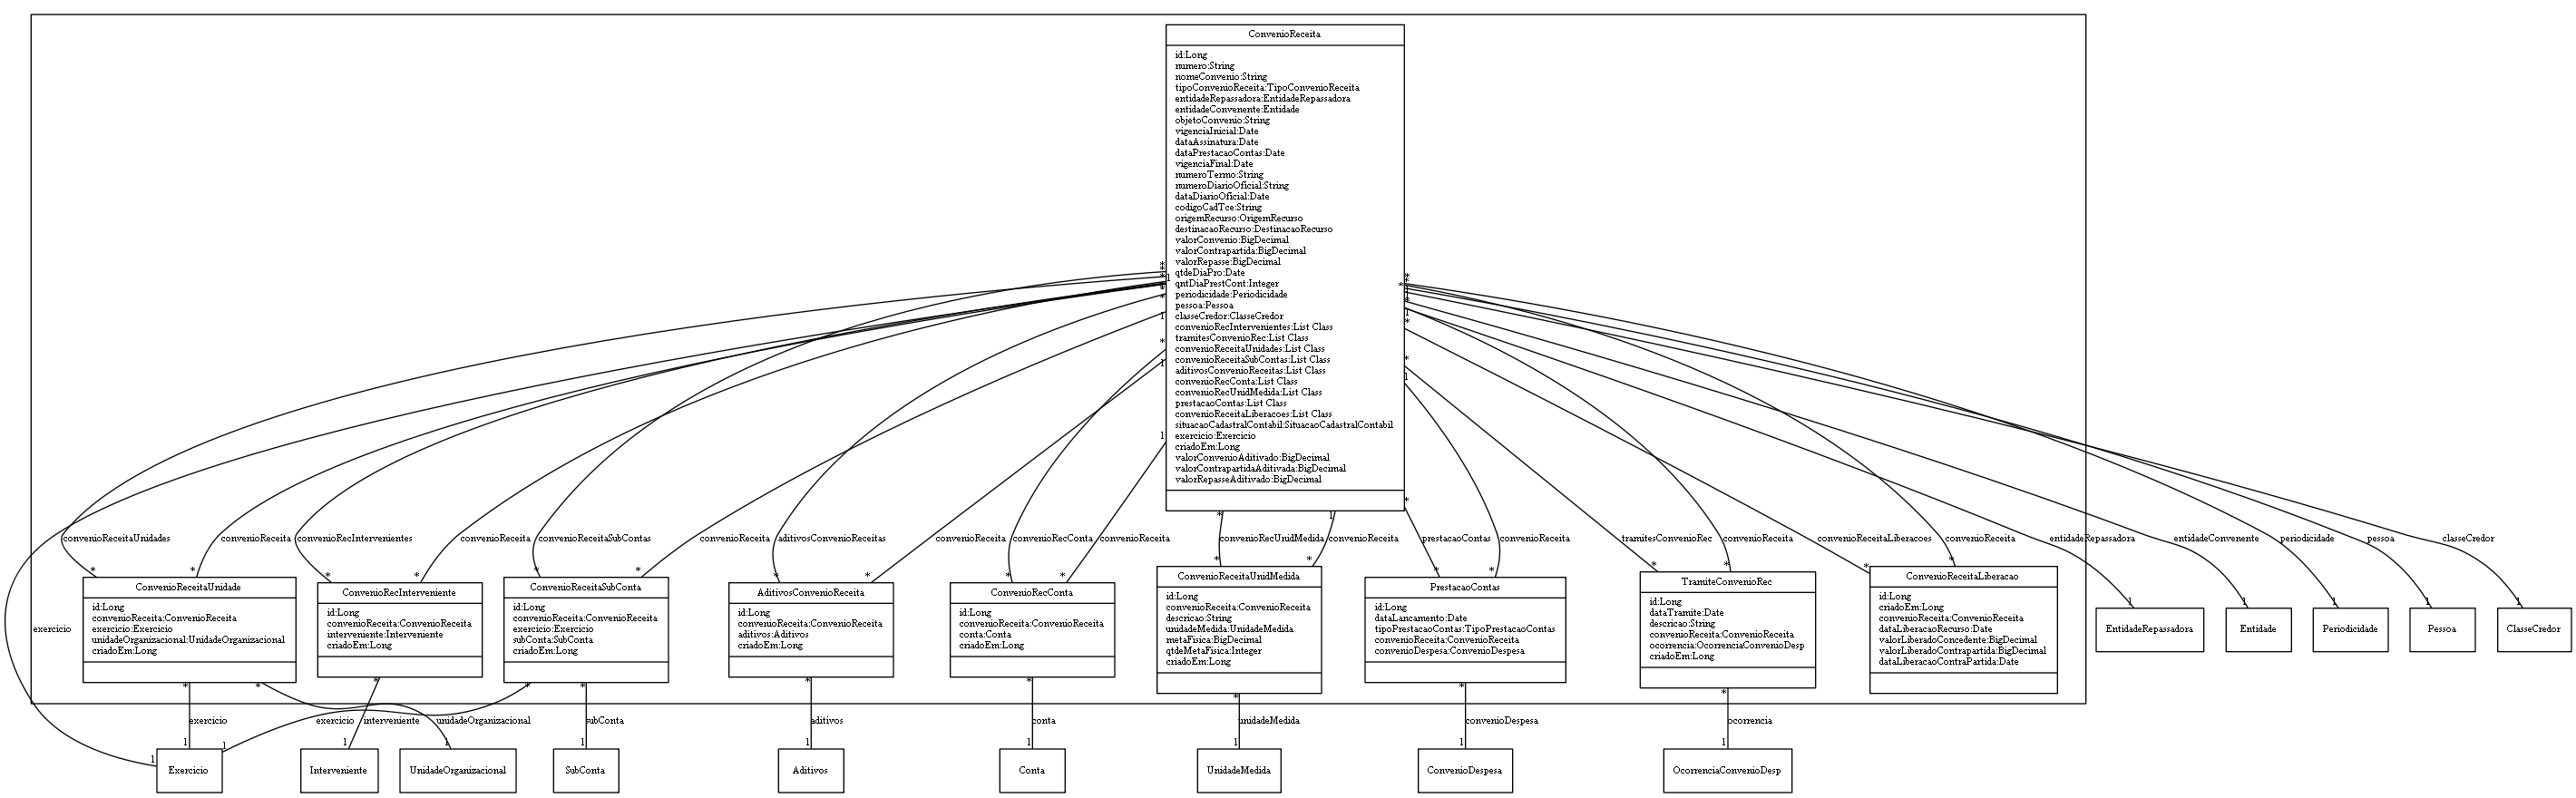 ConvenioReceita
id:Long
numero:String
nomeConvenio:String
tipoConvenioReceita:TipoConvenioReceita
entidadeRepassadora:EntidadeRepassadora
entidadeConvenente:Entidade
objetoConvenio:String
vigenciaInicial:Date
dataAssinatura:Date
dataPrestacaoContas:Date
vigenciaFinal:Date
numeroTermo:String
numeroDiarioOficial:String
dataDiarioOficial:Date
codigoCadTce:String
origemRecurso:OrigemRecurso
destinacaoRecurso:DestinacaoRecurso
valorConvenio:BigDecimal
valorContrapartida:BigDecimal
valorRepasse:BigDecimal
qtdeDiaPro:Date
qntDiaPrestCont:Integer
periodicidade:Periodicidade
pessoa:Pessoa
classeCredor:ClasseCredor
convenioRecIntervenientes:List Class
tramitesConvenioRec:List Class
convenioReceitaUnidades:List Class
convenioReceitaSubContas:List Class
aditivosConvenioReceitas:List Class
convenioRecConta:List Class
convenioRecUnidMedida:List Class
prestacaoContas:List Class
convenioReceitaLiberacoes:List Class
situacaoCadastralContabil:SituacaoCadastralContabil
exercicio:Exercicio
criadoEm:Long
valorConvenioAditivado:BigDecimal
valorContrapartidaAditivada:BigDecimal
valorRepasseAditivado:BigDecimal
convenioReceitaUnidades
convenioReceita
convenioRecIntervenientes
convenioReceita
convenioReceitaSubContas
convenioReceita
aditivosConvenioReceitas
convenioReceita
convenioRecConta
convenioReceita
convenioRecUnidMedida
convenioReceita
prestacaoContas
convenioReceita
tramitesConvenioRec
convenioReceita
convenioReceitaLiberacoes
convenioReceita
entidadeRepassadora
entidadeConvenente
periodicidade
pessoa
classeCredor
exercicio
ConvenioReceitaUnidade
id:Long
convenioReceita:ConvenioReceita
exercicio:Exercicio
unidadeOrganizacional:UnidadeOrganizacional
criadoEm:Long
ConvenioRecInterveniente
id:Long
convenioReceita:ConvenioReceita
interveniente:Interveniente
criadoEm:Long
ConvenioReceitaSubConta
id:Long
convenioReceita:ConvenioReceita
exercicio:Exercicio
subConta:SubConta
criadoEm:Long
AditivosConvenioReceita
id:Long
convenioReceita:ConvenioReceita
aditivos:Aditivos
criadoEm:Long
ConvenioRecConta
id:Long
convenioReceita:ConvenioReceita
conta:Conta
criadoEm:Long
ConvenioReceitaUnidMedida
id:Long
convenioReceita:ConvenioReceita
descricao:String
unidadeMedida:UnidadeMedida
metaFisica:BigDecimal
qtdeMetaFisica:Integer
criadoEm:Long
PrestacaoContas
id:Long
dataLancamento:Date
tipoPrestacaoContas:TipoPrestacaoContas
convenioReceita:ConvenioReceita
convenioDespesa:ConvenioDespesa
TramiteConvenioRec
id:Long
dataTramite:Date
descricao:String
convenioReceita:ConvenioReceita
ocorrencia:OcorrenciaConvenioDesp
criadoEm:Long
ConvenioReceitaLiberacao
id:Long
criadoEm:Long
convenioReceita:ConvenioReceita
dataLiberacaoRecurso:Date
valorLiberadoConcedente:BigDecimal
valorLiberadoContrapartida:BigDecimal
dataLiberacaoContraPartida:Date
EntidadeRepassadora
Entidade
Periodicidade
Pessoa
ClasseCredor
exercicio
exercicio
interveniente
unidadeOrganizacional
subConta
aditivos
conta
unidadeMedida
convenioDespesa
ocorrencia
Exercicio
Interveniente
UnidadeOrganizacional
SubConta
Aditivos
Conta
UnidadeMedida
ConvenioDespesa
OcorrenciaConvenioDesp